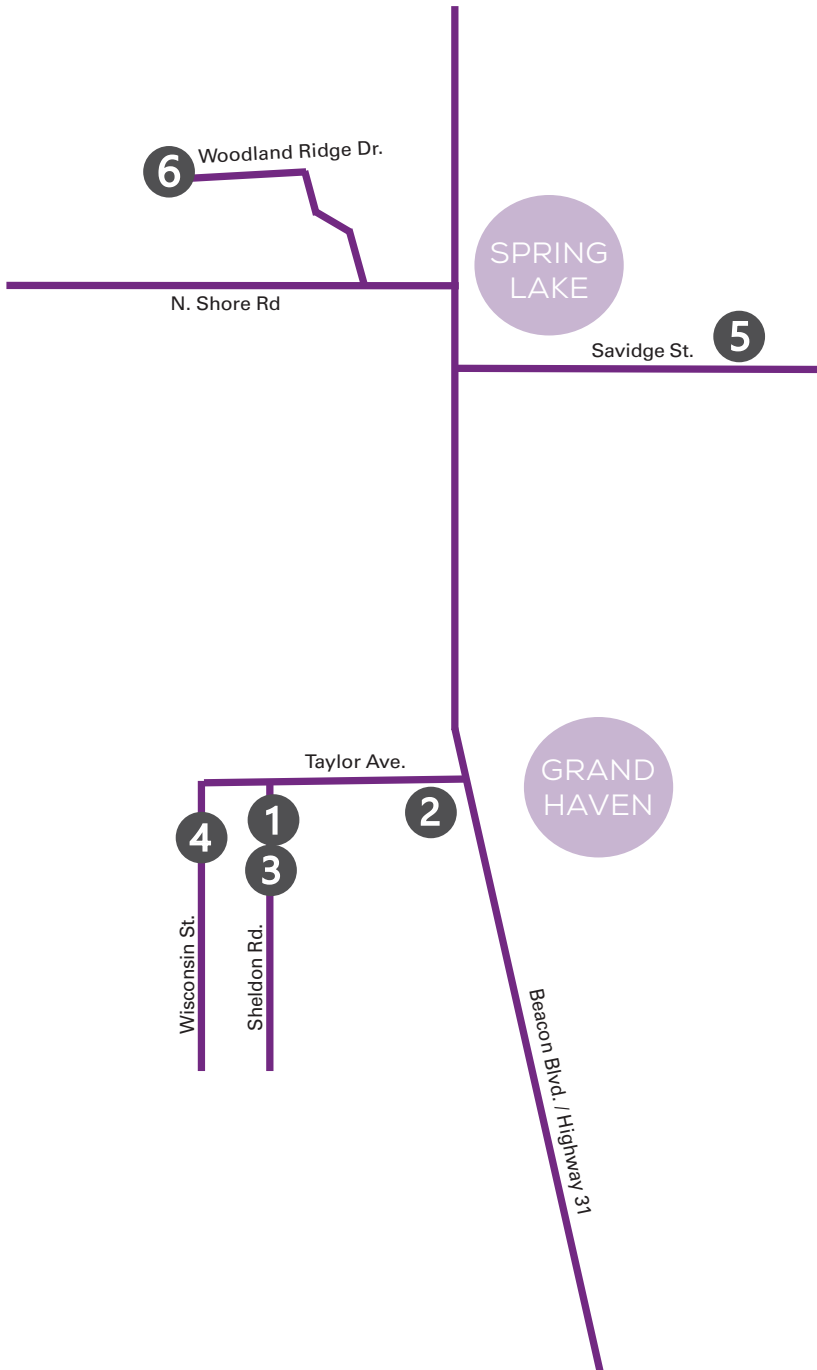 6
Woodland Ridge Dr.
SPRING
LAKE
N. Shore Rd
5
Savidge St.
Taylor Ave.
GRAND
HAVEN
2
1
4
3
Wisconsin St.
Sheldon Rd.
Beacon Blvd. / Highway 31